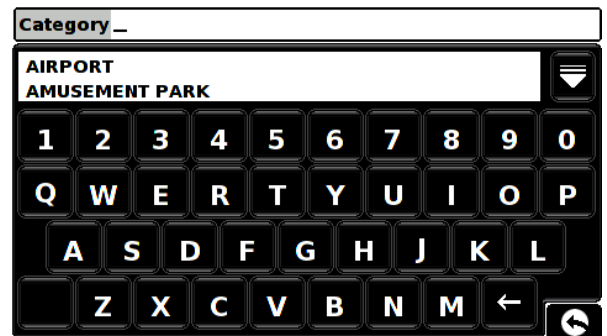 Category _
AIRPORT
AMUSEMENT PARK
1 2 3 4 5 6 7 8 9 0
Q W E R T Y U I O P
A S D F G H J K L
Z X C V B N M ←